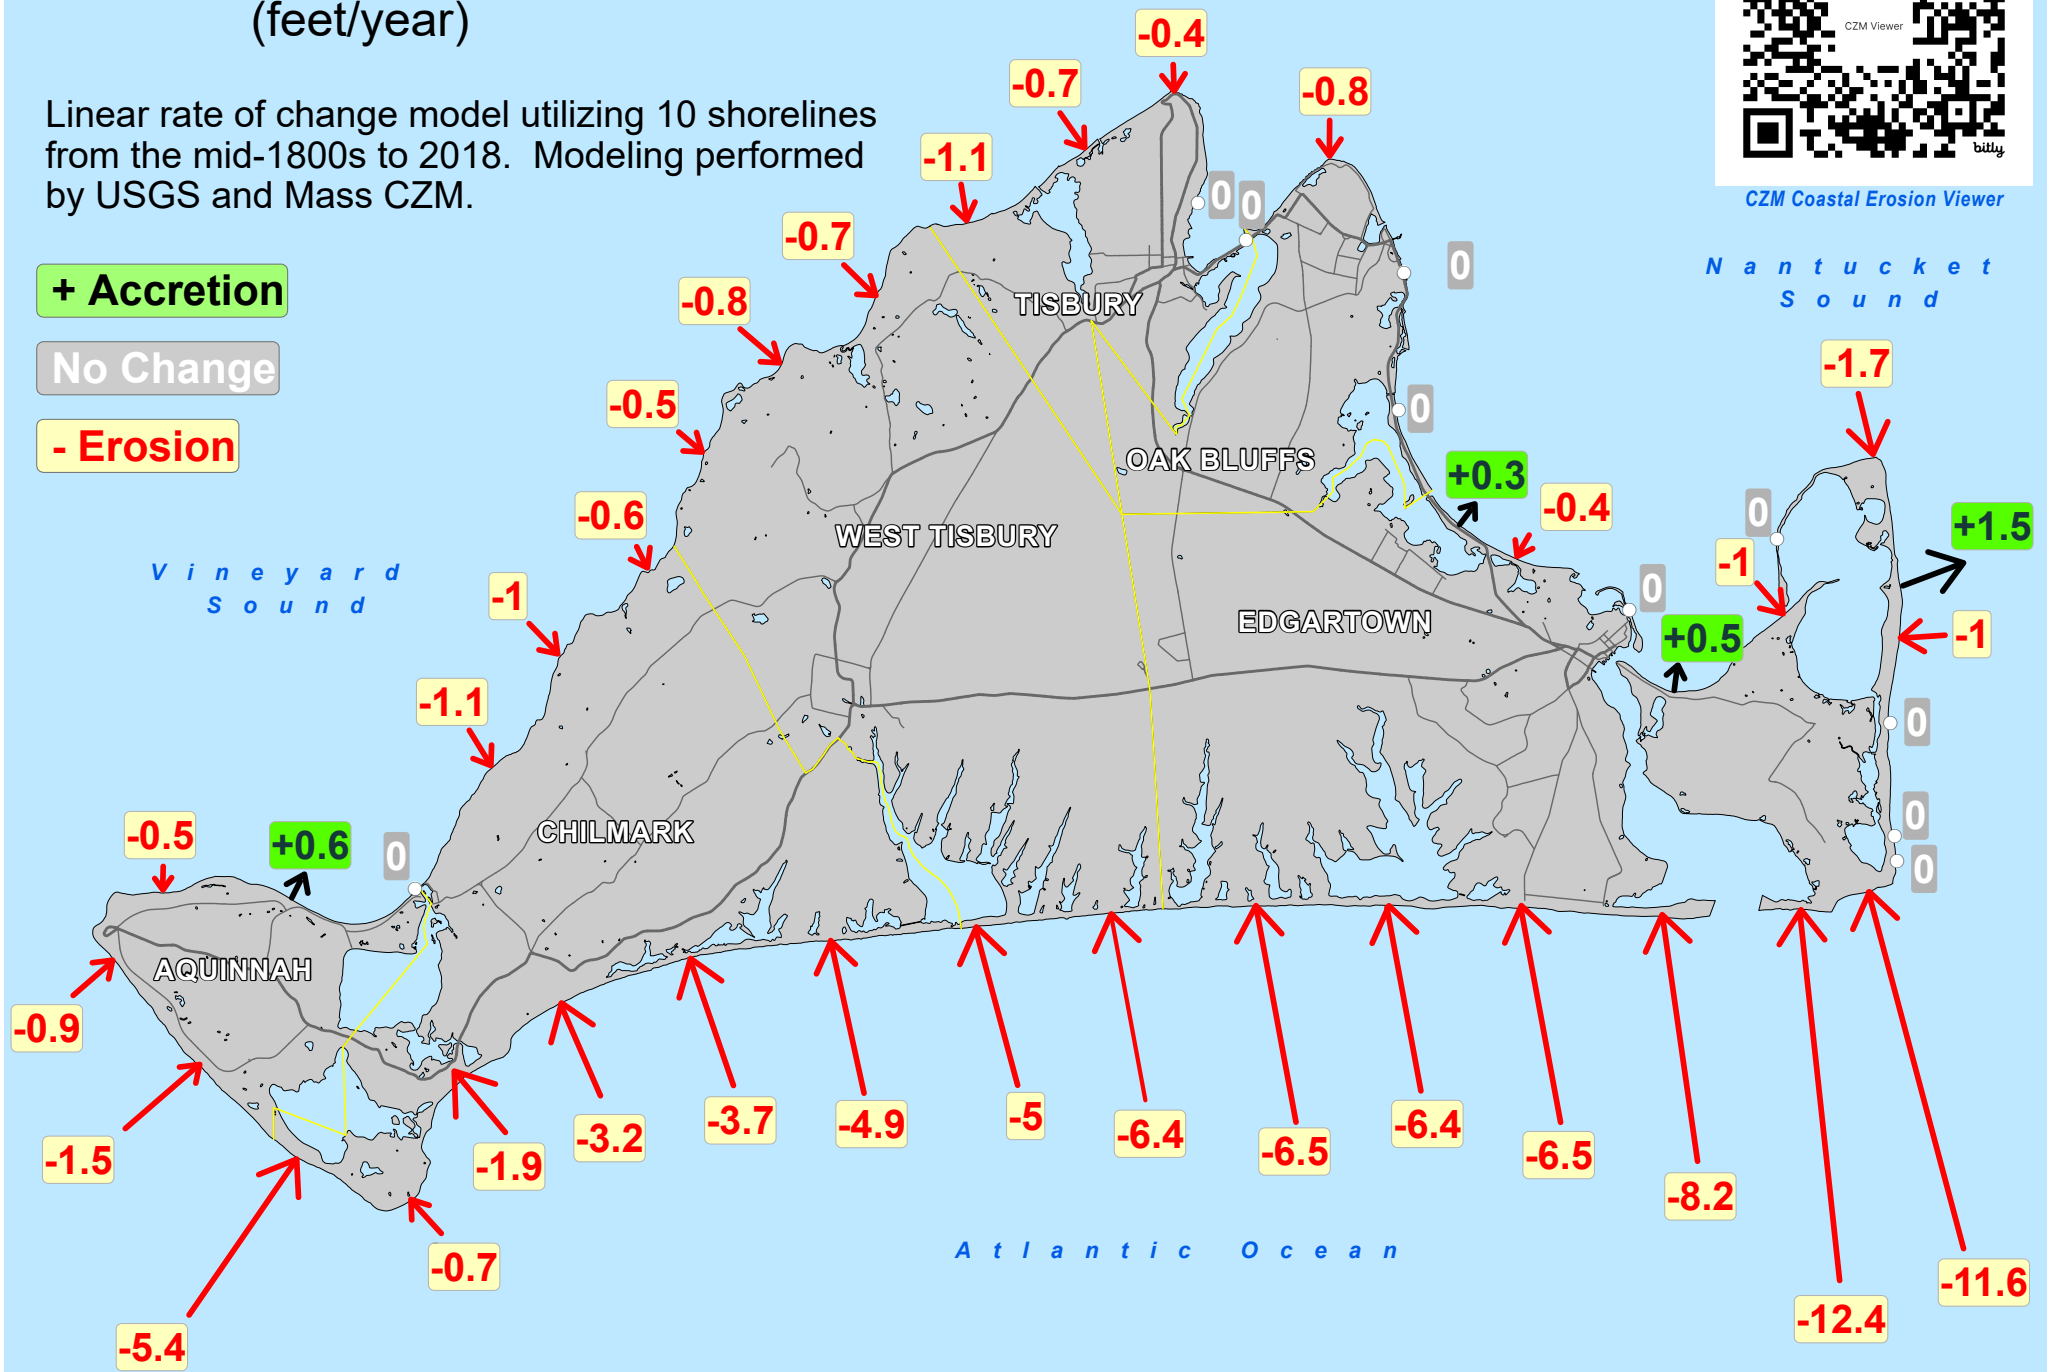 (feet/year)
CZM Viewer
bitly
CZM Coastal Erosion Viewer
Linear rate of change model utilizing 10 shorelines
from the mid-1800s to 2018.  Modeling performed
by USGS and Mass CZM.
+ Accretion
No Change
- Erosion
-0.4
-0.7
-0.8
-1.1
0
0
-0.7
0
Nantucket
Sound
-0.8
TISBURY
-1.7
-0.5
0
OAK BLUFFS
+0.3
-0.6
-0.4
0
+1.5
WEST TISBURY
Vineyard
Sound
-1
-1
0
EDGARTOWN
+0.5
-1
-1.1
0
-0.5
+0.6
0
CHILMARK
0
0
AQUINNAH
-0.9
-1.5
-5.4
-0.7
-1.9
-3.2
-3.7
-4.9
-5
-6.4
-6.5
-6.4
-6.5
-8.2
-12.4
-11.6
Atlantic Ocean